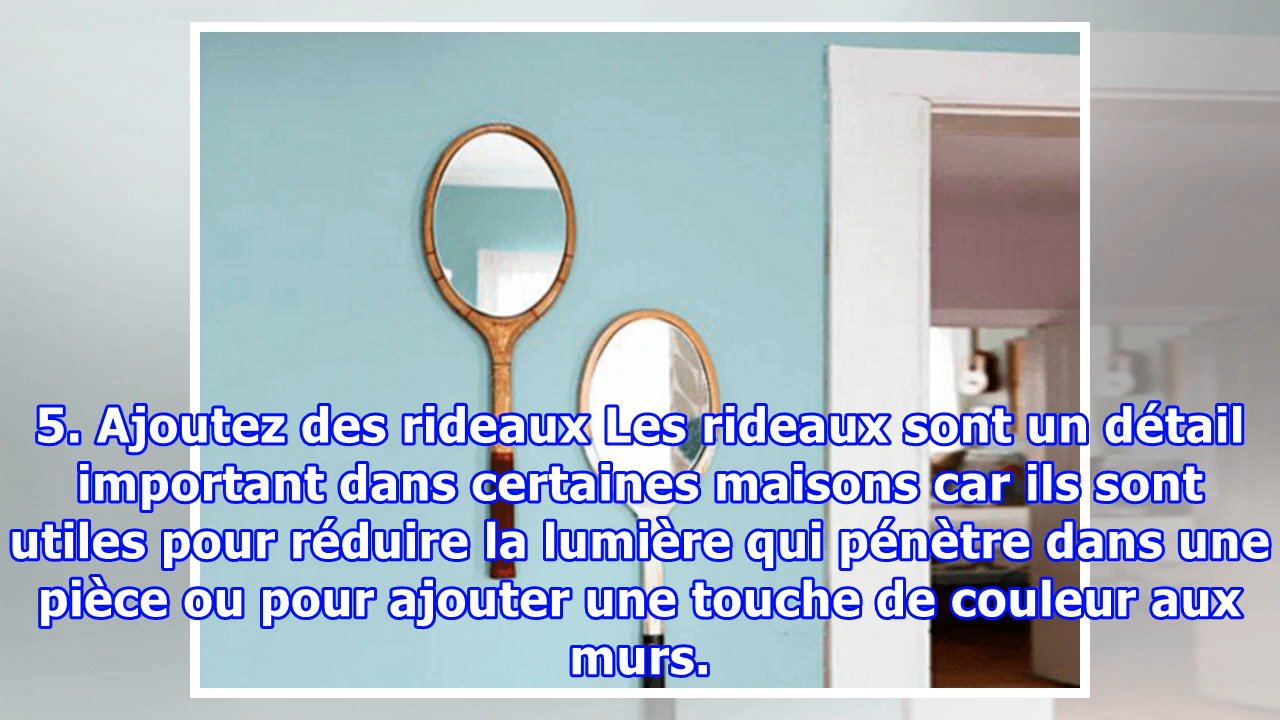 5. Ajoutez des rideaux Les rideaux sont un détail
important dans certaines maisons car ils sont
utiles pour réduire la lumière qui pénètre dans une
pièce ou pour ajouter une touche de couleur aux
murs.